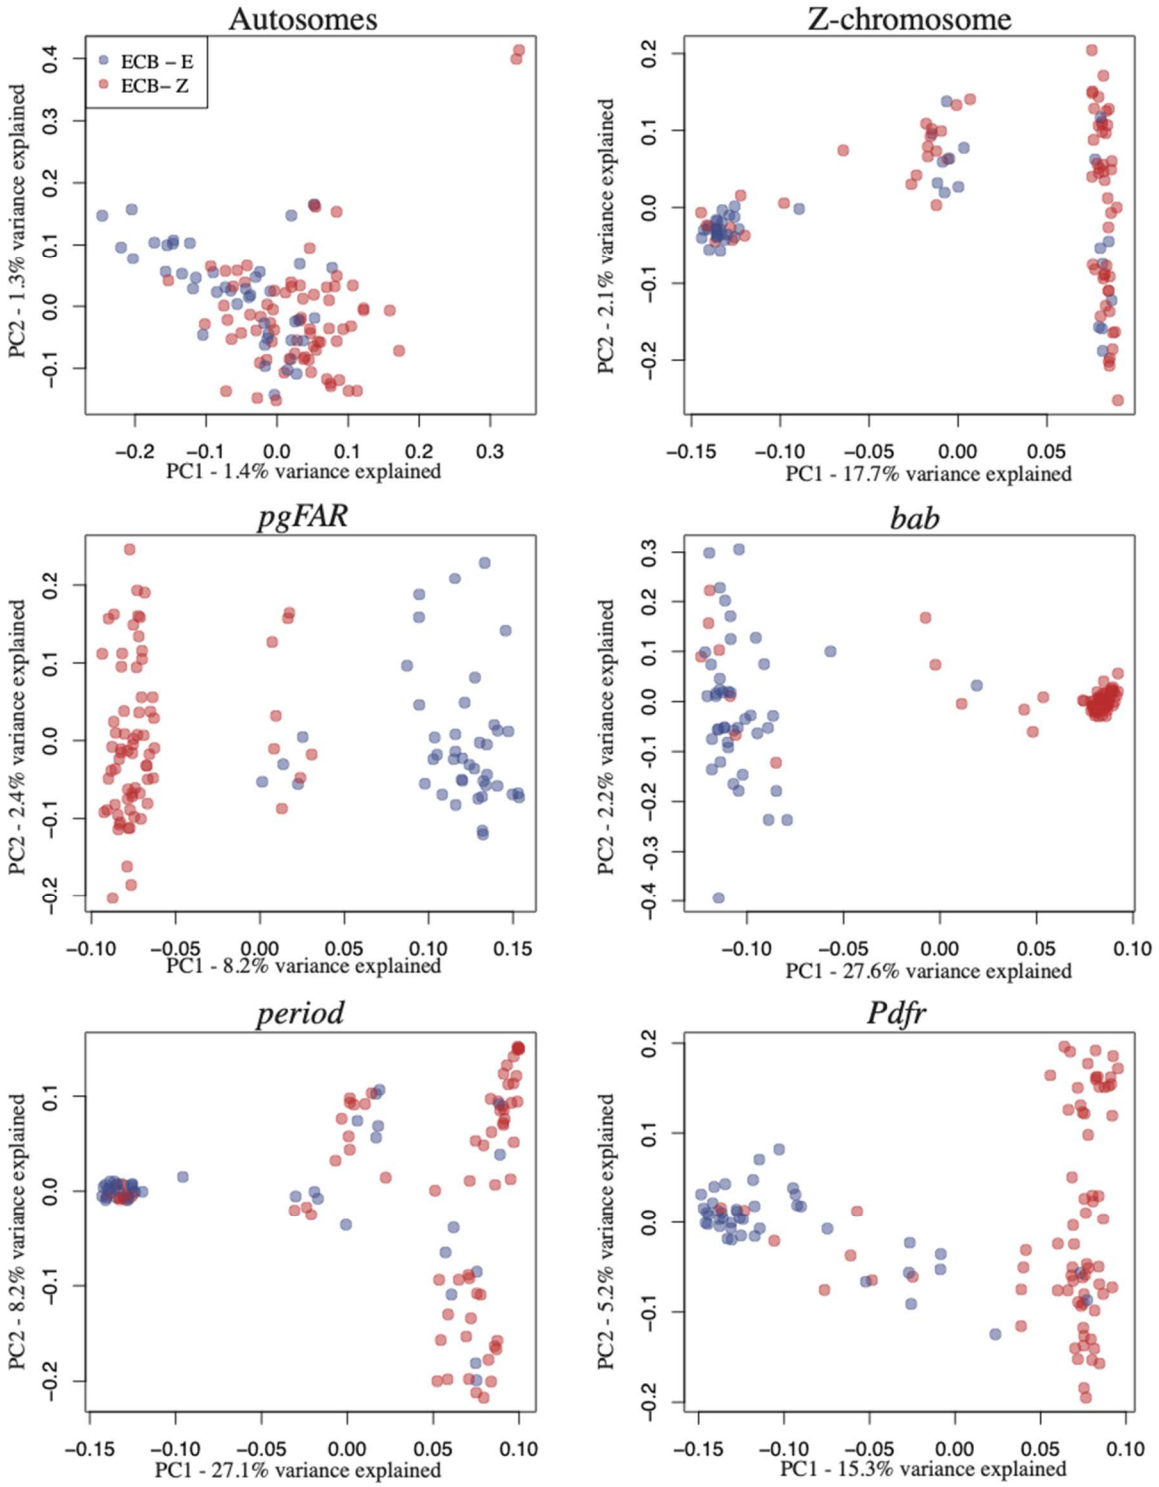 Autosomes
ECB – E
ECB– Z
PC2 - 1.3% variance explained
0.4
0.3
0.2
0.1
0.0
−0.1
−0.2 −0.1 0.0 0.1 0.2 0.3
PC1 - 1.4% variance explained
Z-chromosome
PC2 - 2.1% variance explained
0.2
0.1
0.0
−0.1
−0.2
−0.15 −0.10 −0.05 0.00 0.05
PC1 - 17.7% variance explained
pgFAR
PC2 - 2.4% variance explained
0.2
0.1
0.0
−0.1
−0.2
−0.10 −0.05 0.00 0.05 0.10 0.15
PC1 - 8.2% variance explained
bab
PC2 - 2.2% variance explained
0.3
0.2
0.1
0.0
−0.1
−0.2
−0.3
−0.4
−0.10 −0.05 0.00 0.05 0.10
PC1 - 27.6% variance explained
period
PC2 - 8.2% variance explained
0.1
0.0
−0.1
−0.2
−0.15 −0.10 −0.05 0.00 0.05 0.10
PC1 - 27.1% variance explained
Pdfr
PC2 - 5.2% variance explained
0.2
0.1
0.0
−0.1
−0.2
−0.15 −0.10 −0.05 0.00 0.05 0.10
PC1 - 15.3% variance explained